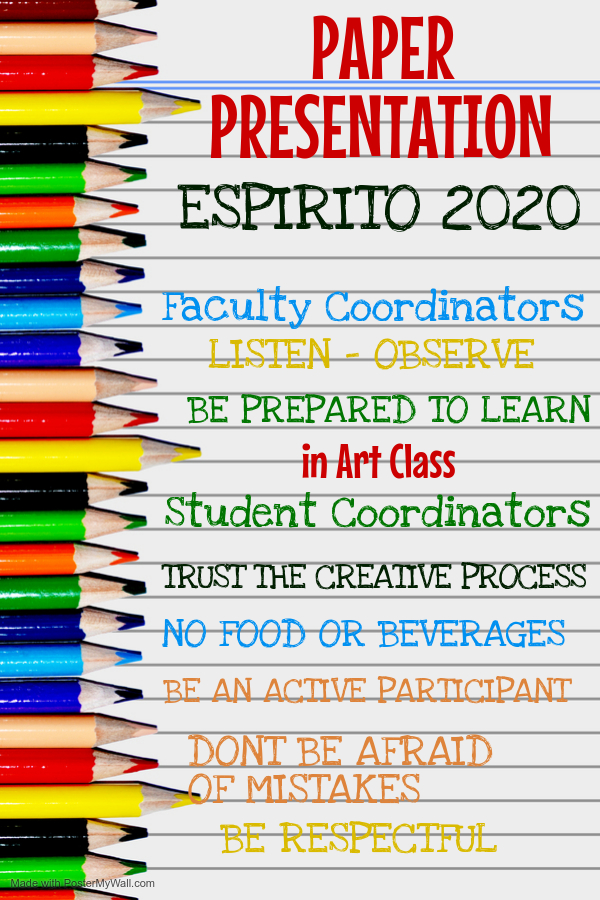 PAPER
PRESENTATION
ESPIRITO 2020
Faculty Coordinators
LISTEN - OBSERVE
BE PREPARED TO LEARN
in Art Class
Student Coordinators
TRUST THE CREATIVE PROCESS
NO FOOD OR BEVERAGES
BE AN ACTIVE PARTICIPANT
DONT BE AFRAID
OF MISTAKES
BE RESPECTFUL
Made with PosterMyWall.com